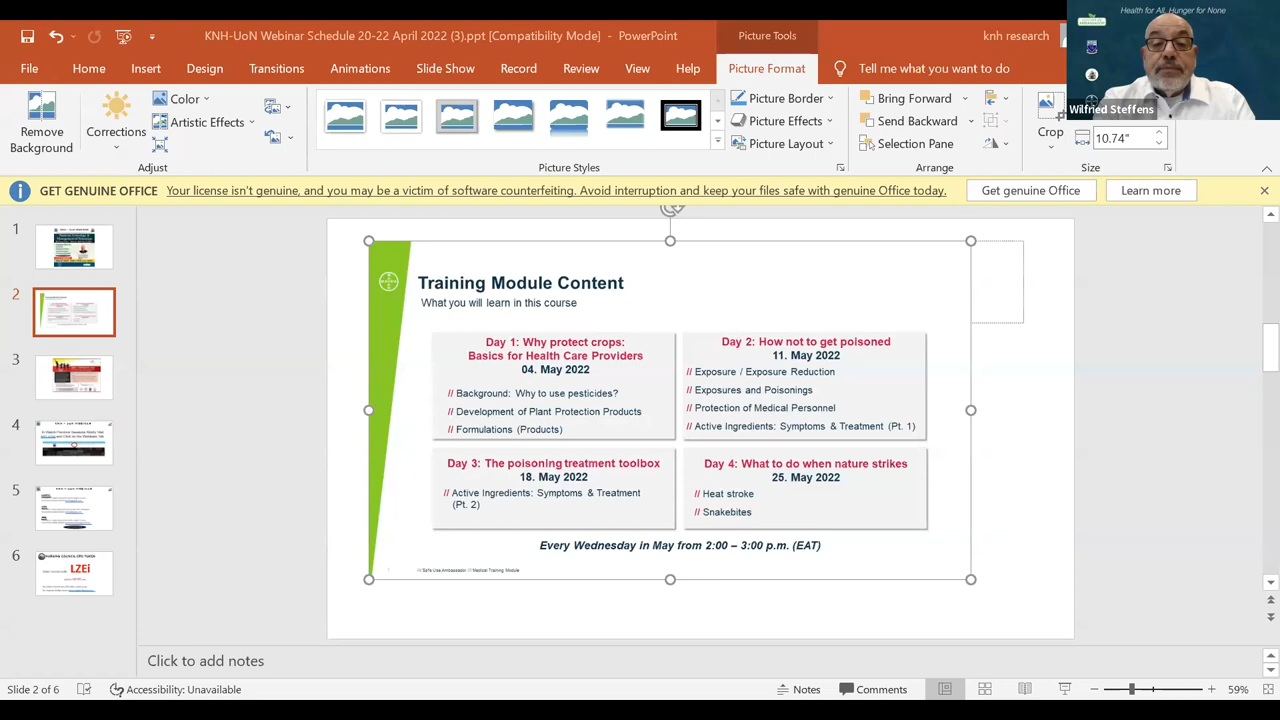 Health for All, Hunger for None
KNH-UoN Webinar Schedule 20-22 April 2022 (3).ppt [Compatibility Mode] - PowerPoint
Picture Tools
knh research
File
Home
Insert
Design
Transitions
Animations
Slide Show
Record
Review
View
Help
Picture Format
Tell me what you want to do
Wilfried Steffens
Remove
Background
Corrections
Color
Artistic Effects
Picture Border
Picture Effects
Picture Layout
Bring Forward
Send Backward
Selection Pane
Crop
10.74"
Adjust
Picture Styles
Arrange
Size
GET GENUINE OFFICE
Your license isn't genuine, and you may be a victim of software counterfeiting. Avoid interruption and keep your files safe with genuine Office today.
Get genuine Office
Learn more
1
2
3
4
5
6
LZEi
Training Module Content
What you will learn in this course
Day 1: Why protect crops:
Basics for Health Care Providers
04. May 2022
// Background: Why to use pesticides?
// Development of Plant Protection Products
// Formulations (Products)
Day 2: How not to get poisoned
11. May 2022
// Exposure / Exposure Reduction
// Exposures and Poisonings
// Protection of Medical Personnel
// Active Ingredients: Symptoms & Treatment (Pt. 1)
Day 3: The poisoning treatment toolbox
18. May 2022
// Active Ingredients: Symptoms & Treatment
(Pt. 2)
Day 4: What to do when nature strikes
25. May 2022
// Heat stroke
// Snakebites
Every Wednesday in May from 2:00 – 3:00 p.m. (EAT)
/// Safe Use Ambassador /// Medical Training Module
Click to add notes
Slide 2 of 6
Accessibility: Unavailable
Notes
Comments
59%